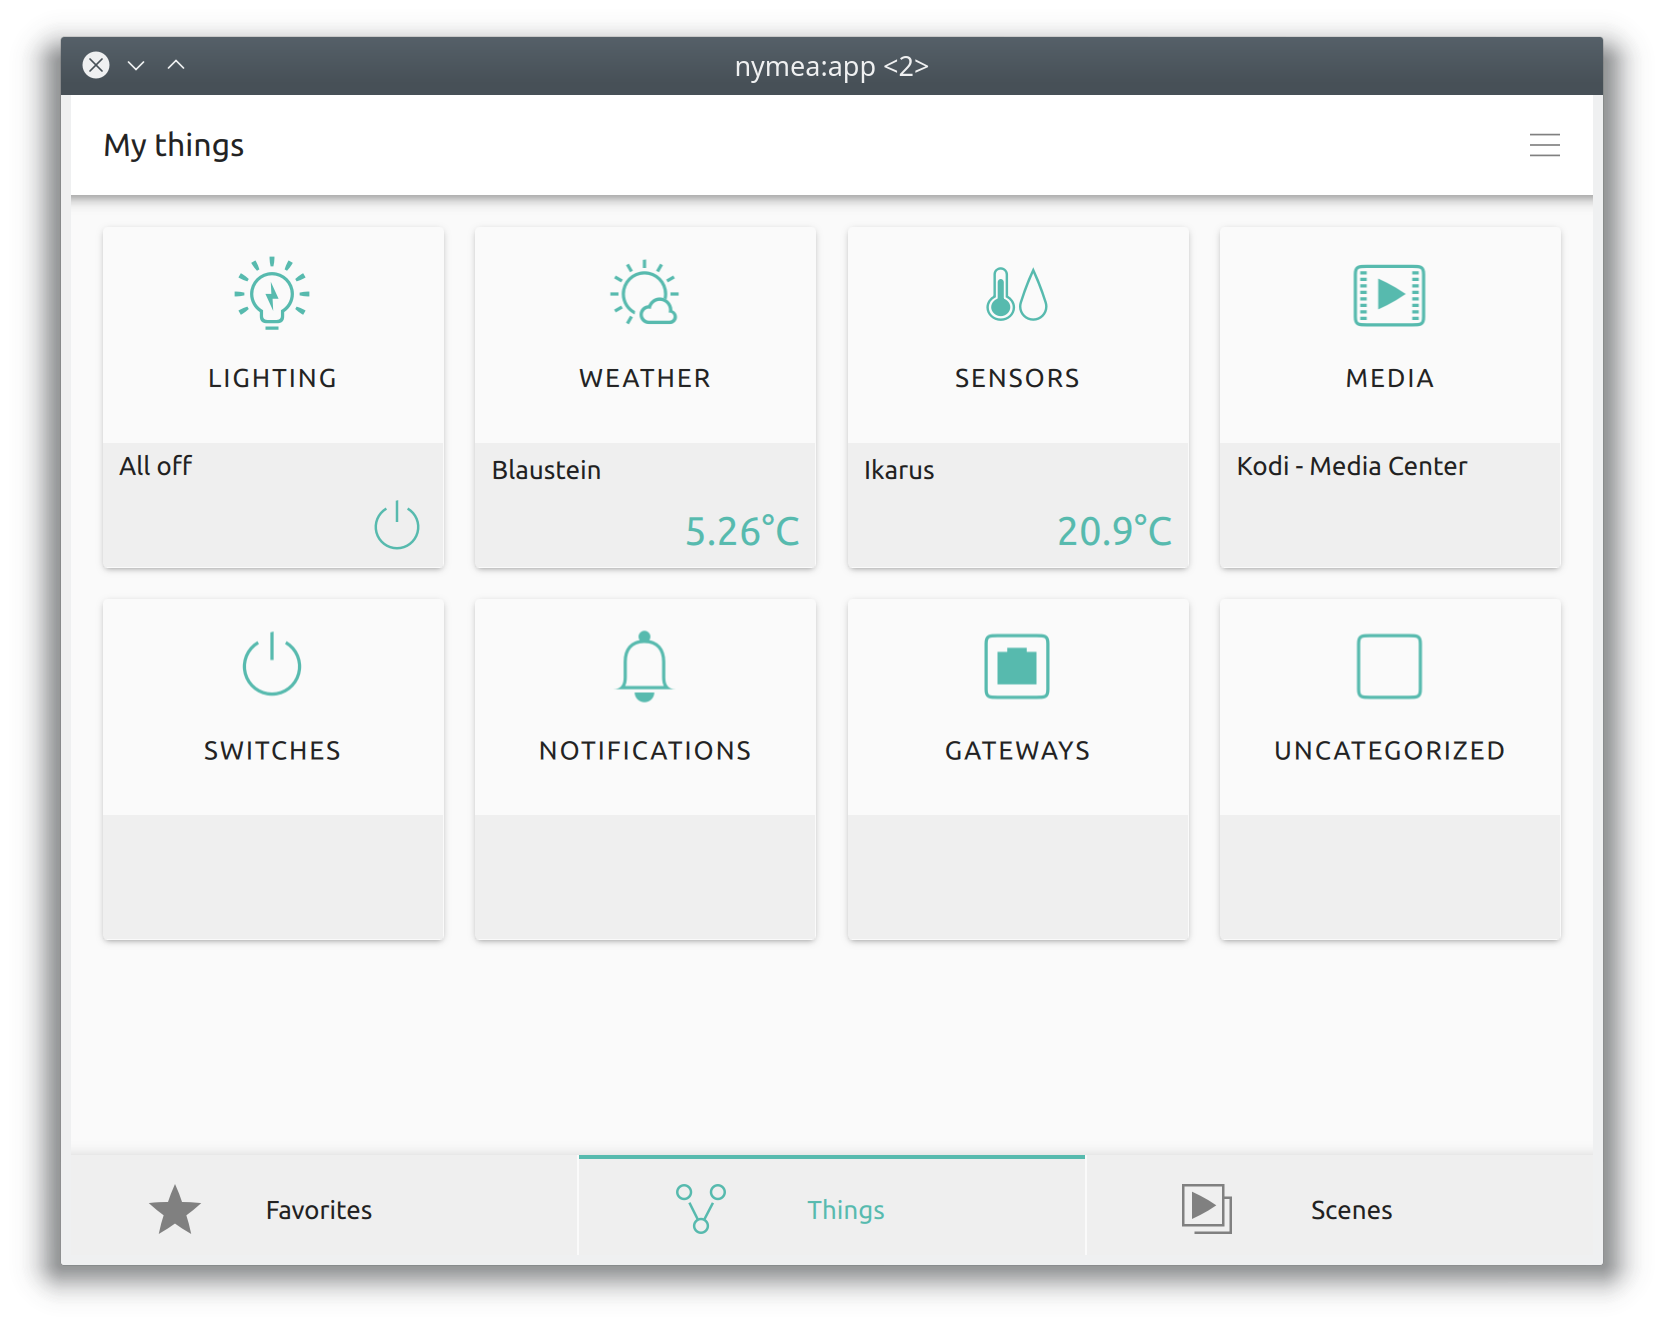 nymea:app <2>
My things
LIGHTING
WEATHER
SENSORS
MEDIA
All off
Blaustein
Ikarus
Kodi - Media Center
5.26°C
20.9°C
SWITCHES
NOTIFICATIONS
GATEWAYS
UNCATEGORIZED
Favorites
Things
Scenes